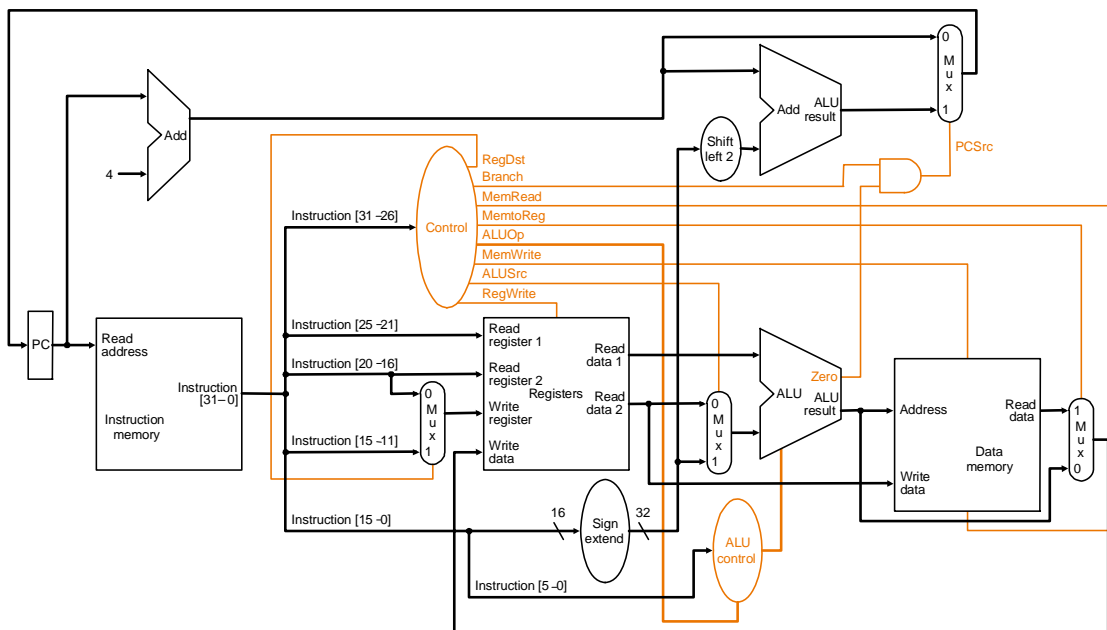 0
M
u
x
1
Add
ALU
result
Add
Shift
left 2
PCSrc
4
RegDst
Branch
MemRead
MemtoReg
ALUOp
MemWrite
ALUSrc
RegWrite
Control
Instruction [31–26]
Instruction [25–21]
Instruction [20–16]
Instruction [15–11]
Instruction [15–0]
Instruction [5–0]
PC
Read
address
Instruction
[31–0]
Instruction
memory
0
M
u
x
1
Read
register 1
Read
register 2
Write
register
Write
data
Registers
Read
data 1
Read
data 2
0
M
u
x
1
Zero
ALU
ALU
result
Address
Write
data
Read
data
Data
memory
1
M
u
x
0
16
Sign
extend
32
ALU
control